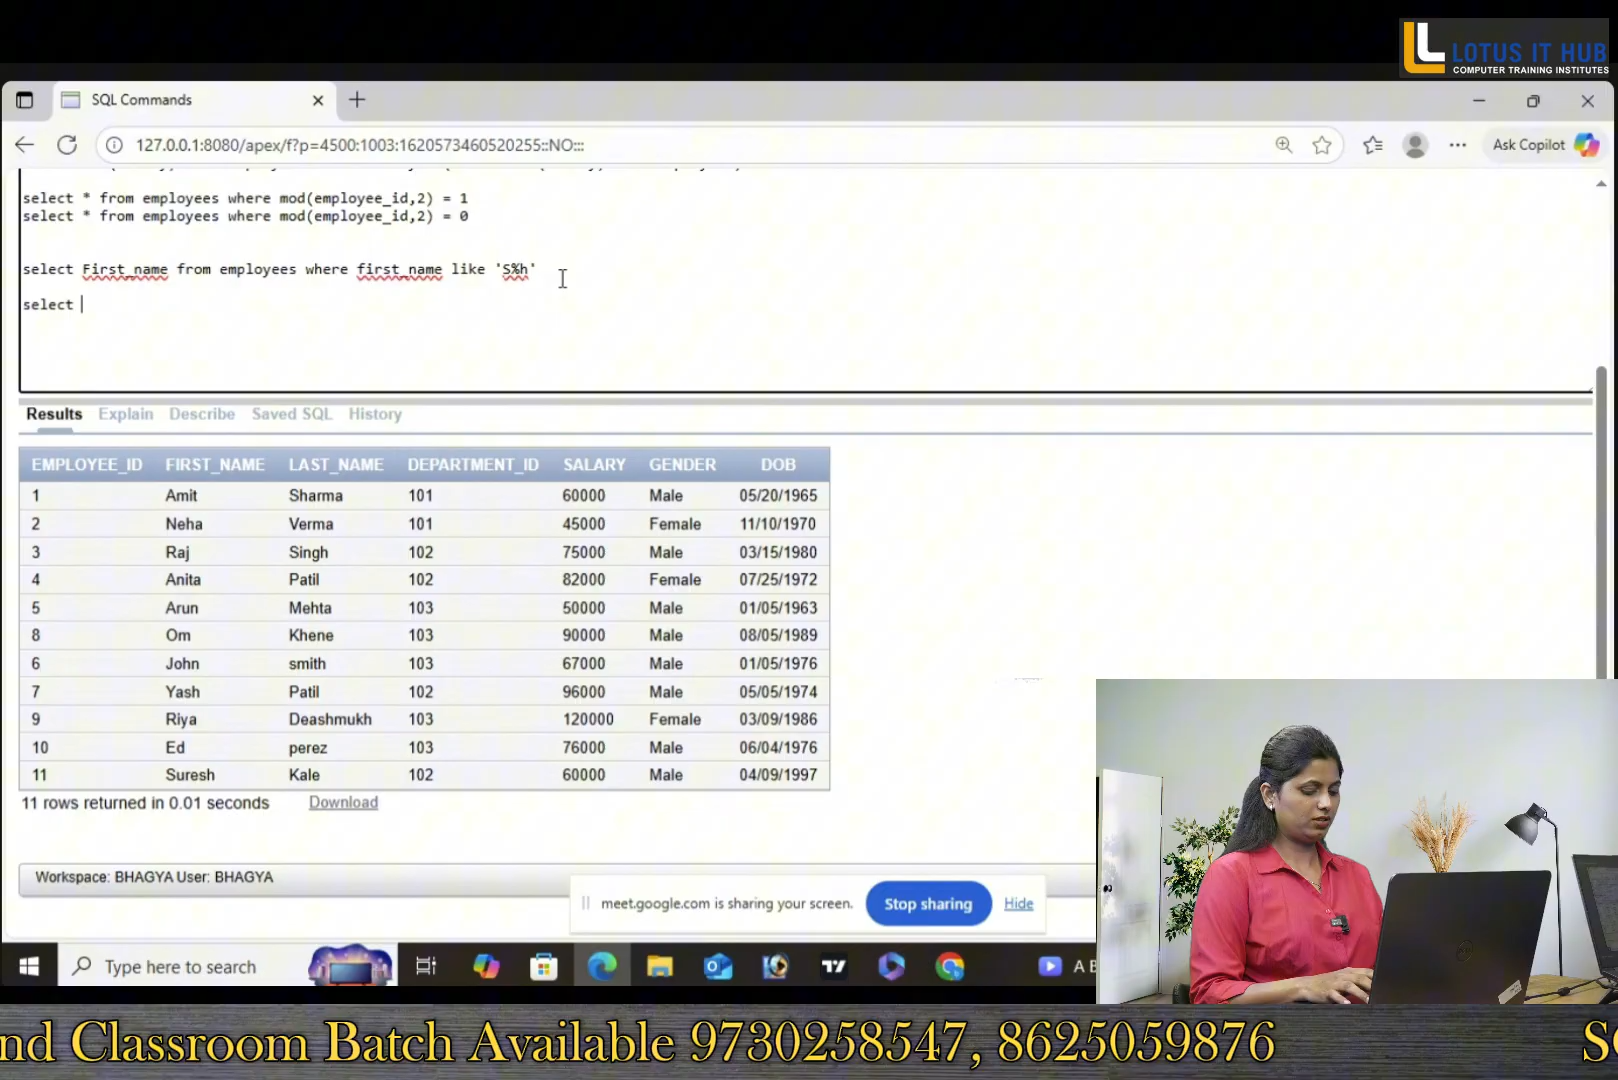 LOTUS IT HUB
COMPUTER TRAINING INSTITUTES
SQL Commands
127.0.0.1:8080/apex/f?p=4500:1003:1620573460520255::NO:::
Ask Copilot
select * from employees where mod(employee_id,2) = 1
select * from employees where mod(employee_id,2) = 0
select First_name from employees where first_name like 'S%h'
select
Results Explain Describe Saved SQL History
EMPLOYEE_ID FIRST_NAME LAST_NAME DEPARTMENT_ID SALARY GENDER DOB
1 Amit Sharma 101 60000 Male 05/20/1965
2 Neha Verma 101 45000 Female 11/10/1970
3 Raj Singh 102 75000 Male 03/15/1980
4 Anita Patil 102 82000 Female 07/25/1972
5 Arun Mehta 103 50000 Male 01/05/1963
8 Om Khene 103 90000 Male 08/05/1989
6 John smith 103 67000 Male 01/05/1976
7 Yash Patil 102 96000 Male 05/05/1974
9 Riya Deashmukh 103 120000 Female 03/09/1986
10 Ed perez 103 76000 Male 06/04/1976
11 Suresh Kale 102 60000 Male 04/09/1997
11 rows returned in 0.01 seconds Download
Workspace: BHAGYA User: BHAGYA
meet.google.com is sharing your screen. Stop sharing Hide
Type here to search
nd Classroom Batch Available 9730258547, 8625059876